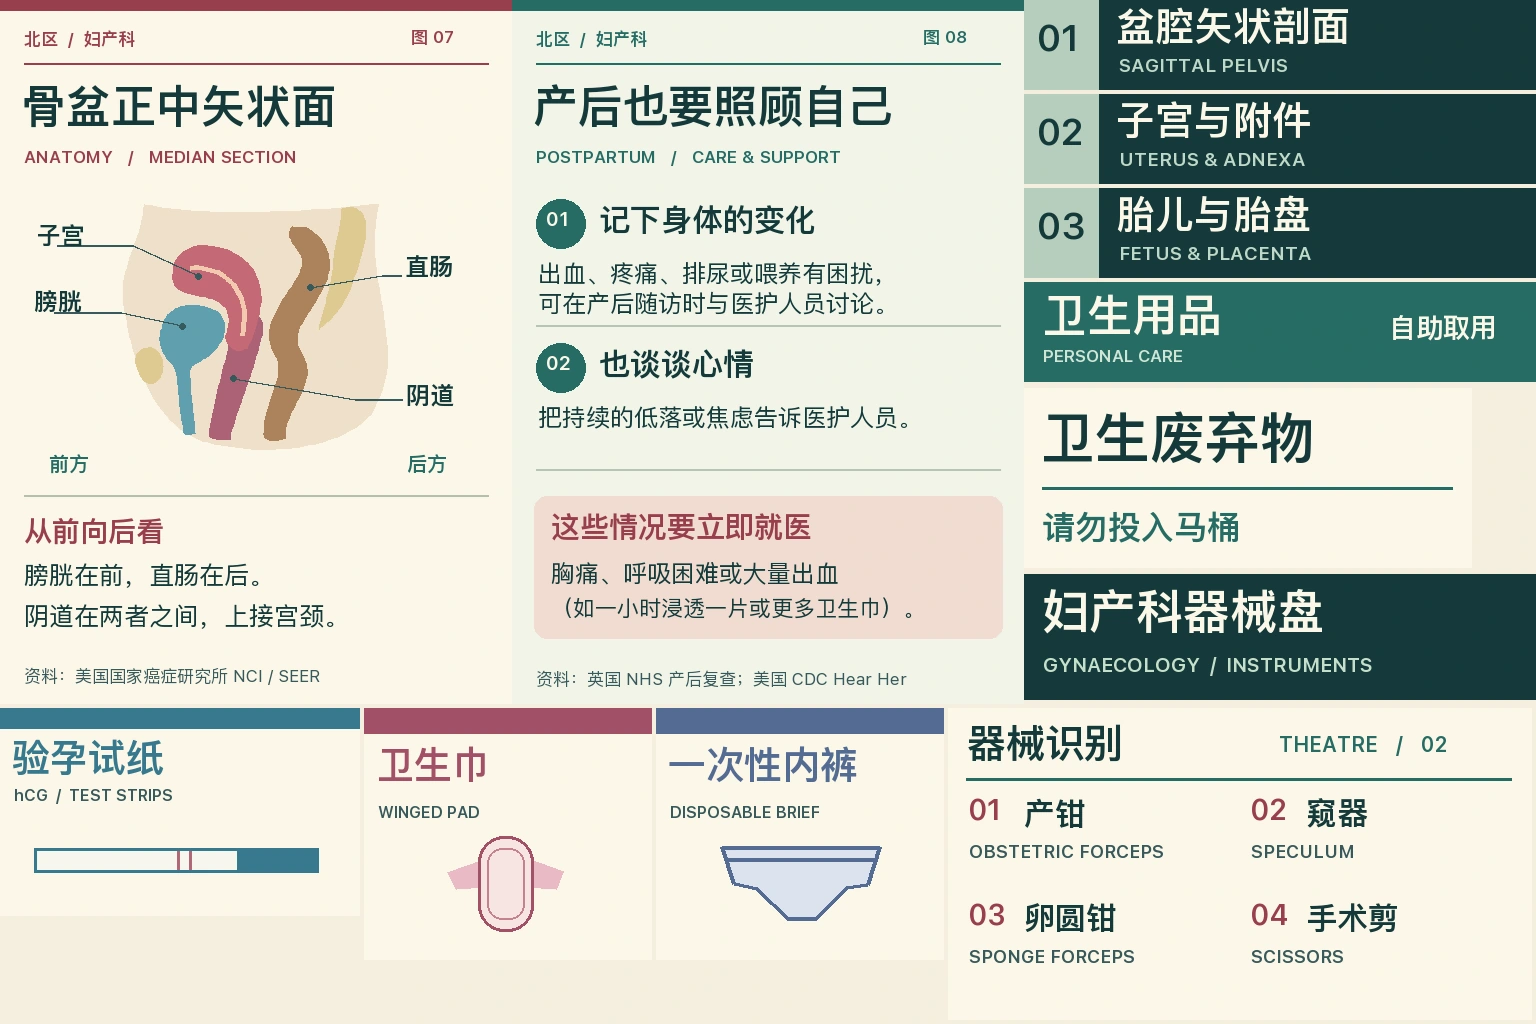 北区 / 妇产科
图 07
骨盆正中矢状面
ANATOMY / MEDIAN SECTION
子宫
膀胱
直肠
阴道
前方
后方
从前向后看
膀胱在前，直肠在后。
阴道在两者之间，上接宫颈。
资料：美国国家癌症研究所 NCI / SEER
北区 / 妇产科
图 08
产后也要照顾自己
POSTPARTUM / CARE & SUPPORT
01 记下身体的变化
出血、疼痛、排尿或喂养有困扰，
可在产后随访时与医护人员讨论。
02 也谈谈心情
把持续的低落或焦虑告诉医护人员。
这些情况要立即就医
胸痛、呼吸困难或大量出血
（如一小时浸透一片或更多卫生巾）。
资料：英国 NHS 产后复查；美国 CDC Hear Her
01 盆腔矢状剖面
SAGITTAL PELVIS
02 子宫与附件
UTERUS & ADNEXA
03 胎儿与胎盘
FETUS & PLACENTA
卫生用品
自助取用
PERSONAL CARE
卫生废弃物
请勿投入马桶
妇产科器械盘
GYNAECOLOGY / INSTRUMENTS
验孕试纸
hCG / TEST STRIPS
卫生巾
WINGED PAD
一次性内裤
DISPOSABLE BRIEF
器械识别
THEATRE / 02
01 产钳
OBSTETRIC FORCEPS
02 窥器
SPECULUM
03 卵圆钳
SPONGE FORCEPS
04 手术剪
SCISSORS